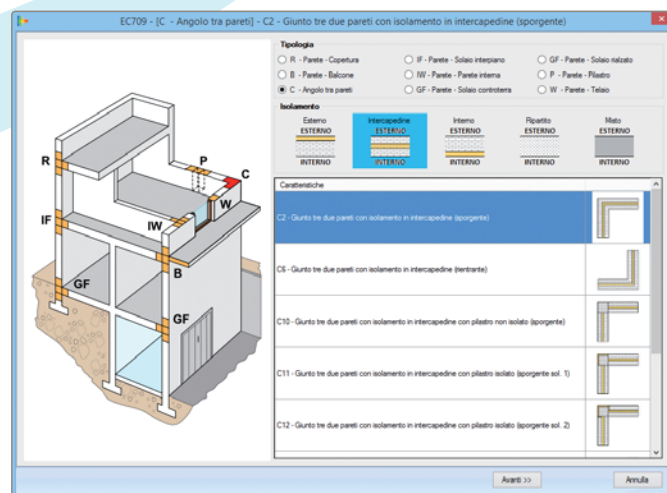 EC709 - [C - Angolo tra pareti] - C2 - Giunto tre due pareti con isolamento in intercapedine (sporgente)
Tipologia
R - Parete - Copertura
IF - Parete - Solaio interpiano
GF - Parete - Solaio rialzato
B - Parete - Balcone
IW - Parete - Parete interna
P - Parete - Pilastro
C - Angolo tra pareti
GF - Parete - Solaio controterra
W - Parete - Telaio
Isolamento
Esterno
Intercapedine
Interno
Ripartito
Misto
ESTERNO
ESTERNO
ESTERNO
ESTERNO
ESTERNO
INTERNO
INTERNO
INTERNO
INTERNO
INTERNO
Caratteristiche
C2 - Giunto tre due pareti con isolamento in intercapedine (sporgente)
C6 - Giunto tre due pareti con isolamento in intercapedine (rientrante)
C10 - Giunto tre due pareti con isolamento in intercapedine con pilastro non isolato (sporgente)
C11 - Giunto tre due pareti con isolamento in intercapedine con pilastro isolato (sporgente sol. 1)
C12 - Giunto tre due pareti con isolamento in intercapedine con pilastro isolato (sporgente sol. 2)
R
P
C
W
IF
IW
B
GF
GF
Avanti >>
Annulla